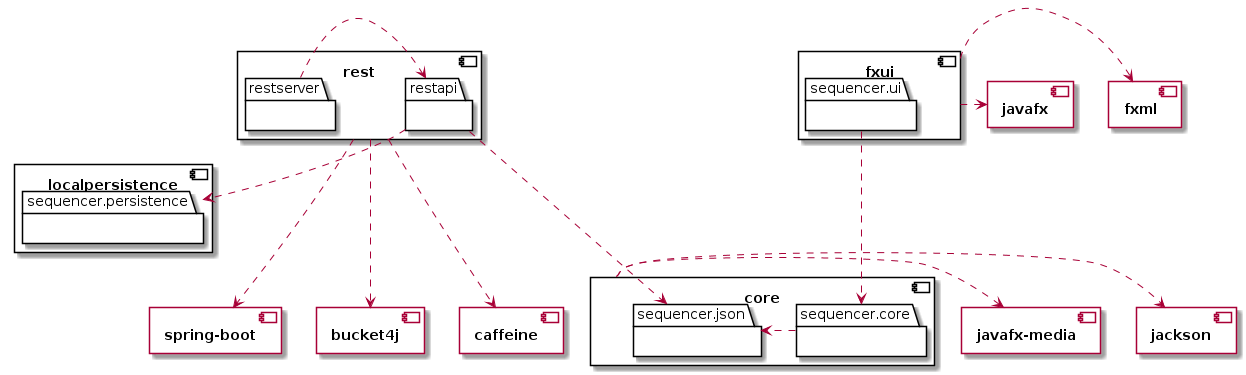 rest
restserver
restapi
fxui
sequencer.ui
javafx
fxml
localpersistence
sequencer.persistence
core
sequencer.json
sequencer.core
spring-boot
bucket4j
caffeine
javafx-media
jackson